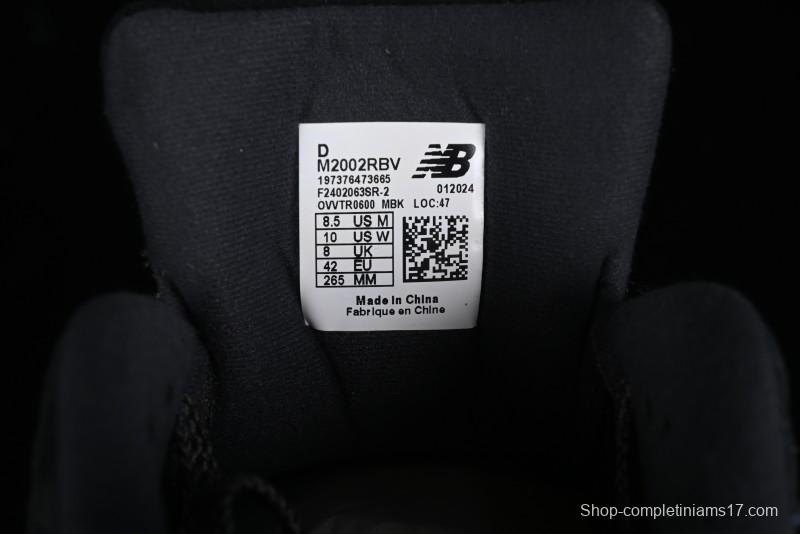 D
M2002RBV
NB
197376473665
F2402063SR-2 012024
OVVTR0600 MBK LOC:47
8.5 US M
10 US W
8 UK
42 EU
265 MM
Made in China
Fabrique en Chine
Shop-completiniams17.com